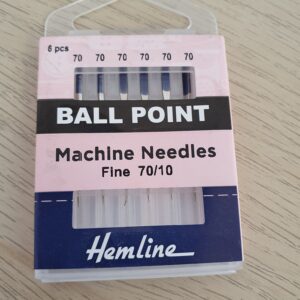 6 pcs
70 70 70 70 70 70
BALL POINT
Machine Needles
Fine 70/10
Hemline